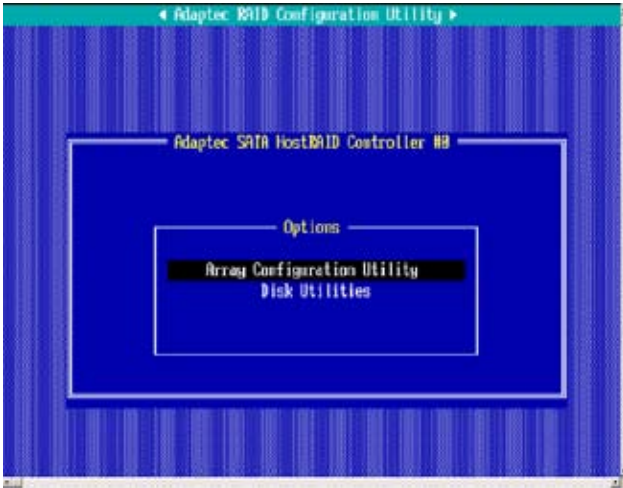 Adaptec RAID Configuration Utility
Adaptec SATA HostRAID Controller #0
Options
Array Configuration Utility
Disk Utilities